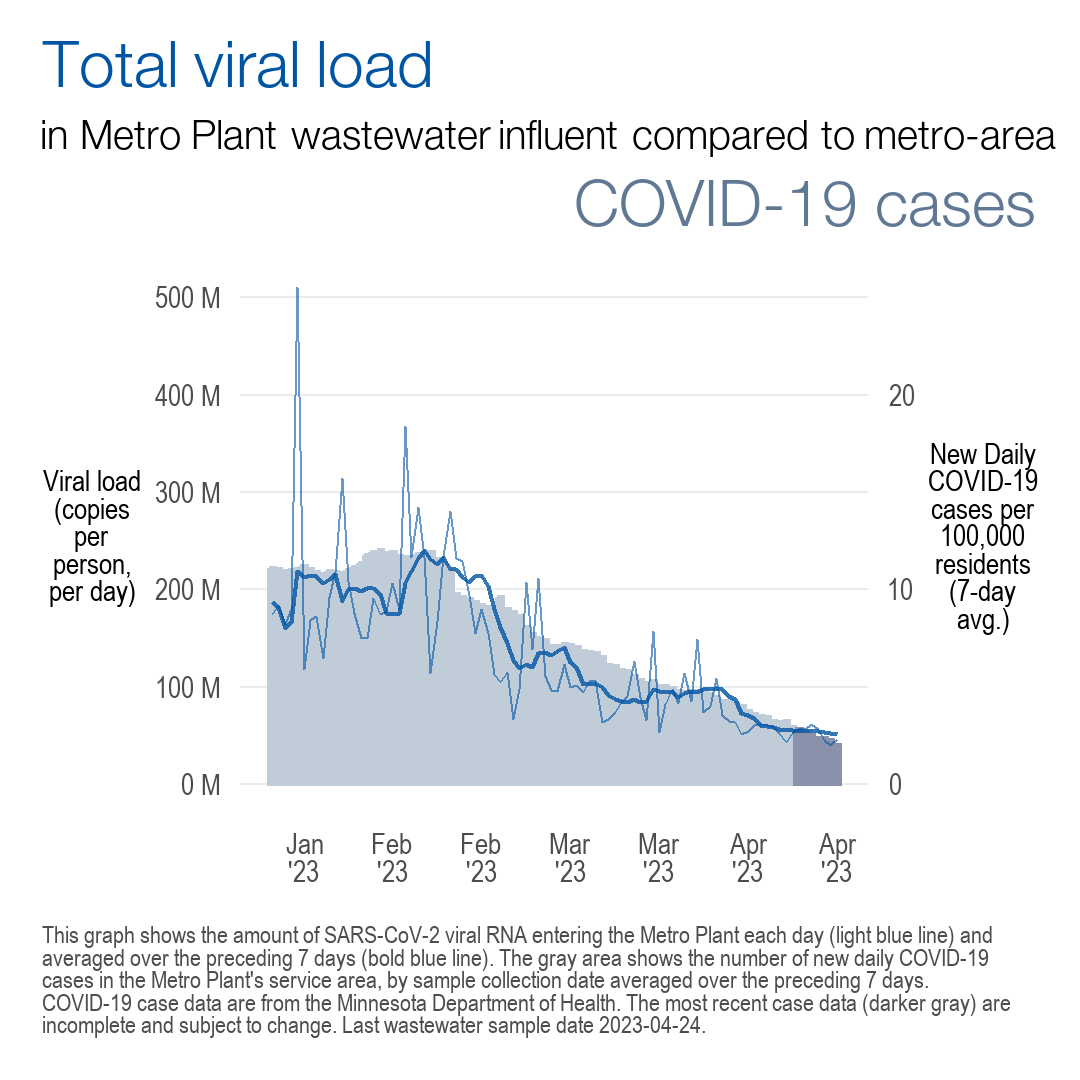 Total viral load
in Metro Plant wastewater influent compared to metro-area
COVID-19 cases
500 M
400 M
300 M
200 M
100 M
0 M
Viral load
(copies
per
person,
per day)
20
10
0
New Daily
COVID-19
cases per
100,000
residents
(7-day
avg.)
Jan '23
Feb '23
Feb '23
Mar '23
Mar '23
Apr '23
Apr '23
This graph shows the amount of SARS-CoV-2 viral RNA entering the Metro Plant each day (light blue line) and
averaged over the preceding 7 days (bold blue line). The gray area shows the number of new daily COVID-19
cases in the Metro Plant's service area, by sample collection date averaged over the preceding 7 days.
COVID-19 case data are from the Minnesota Department of Health. The most recent case data (darker gray) are
incomplete and subject to change. Last wastewater sample date 2023-04-24.